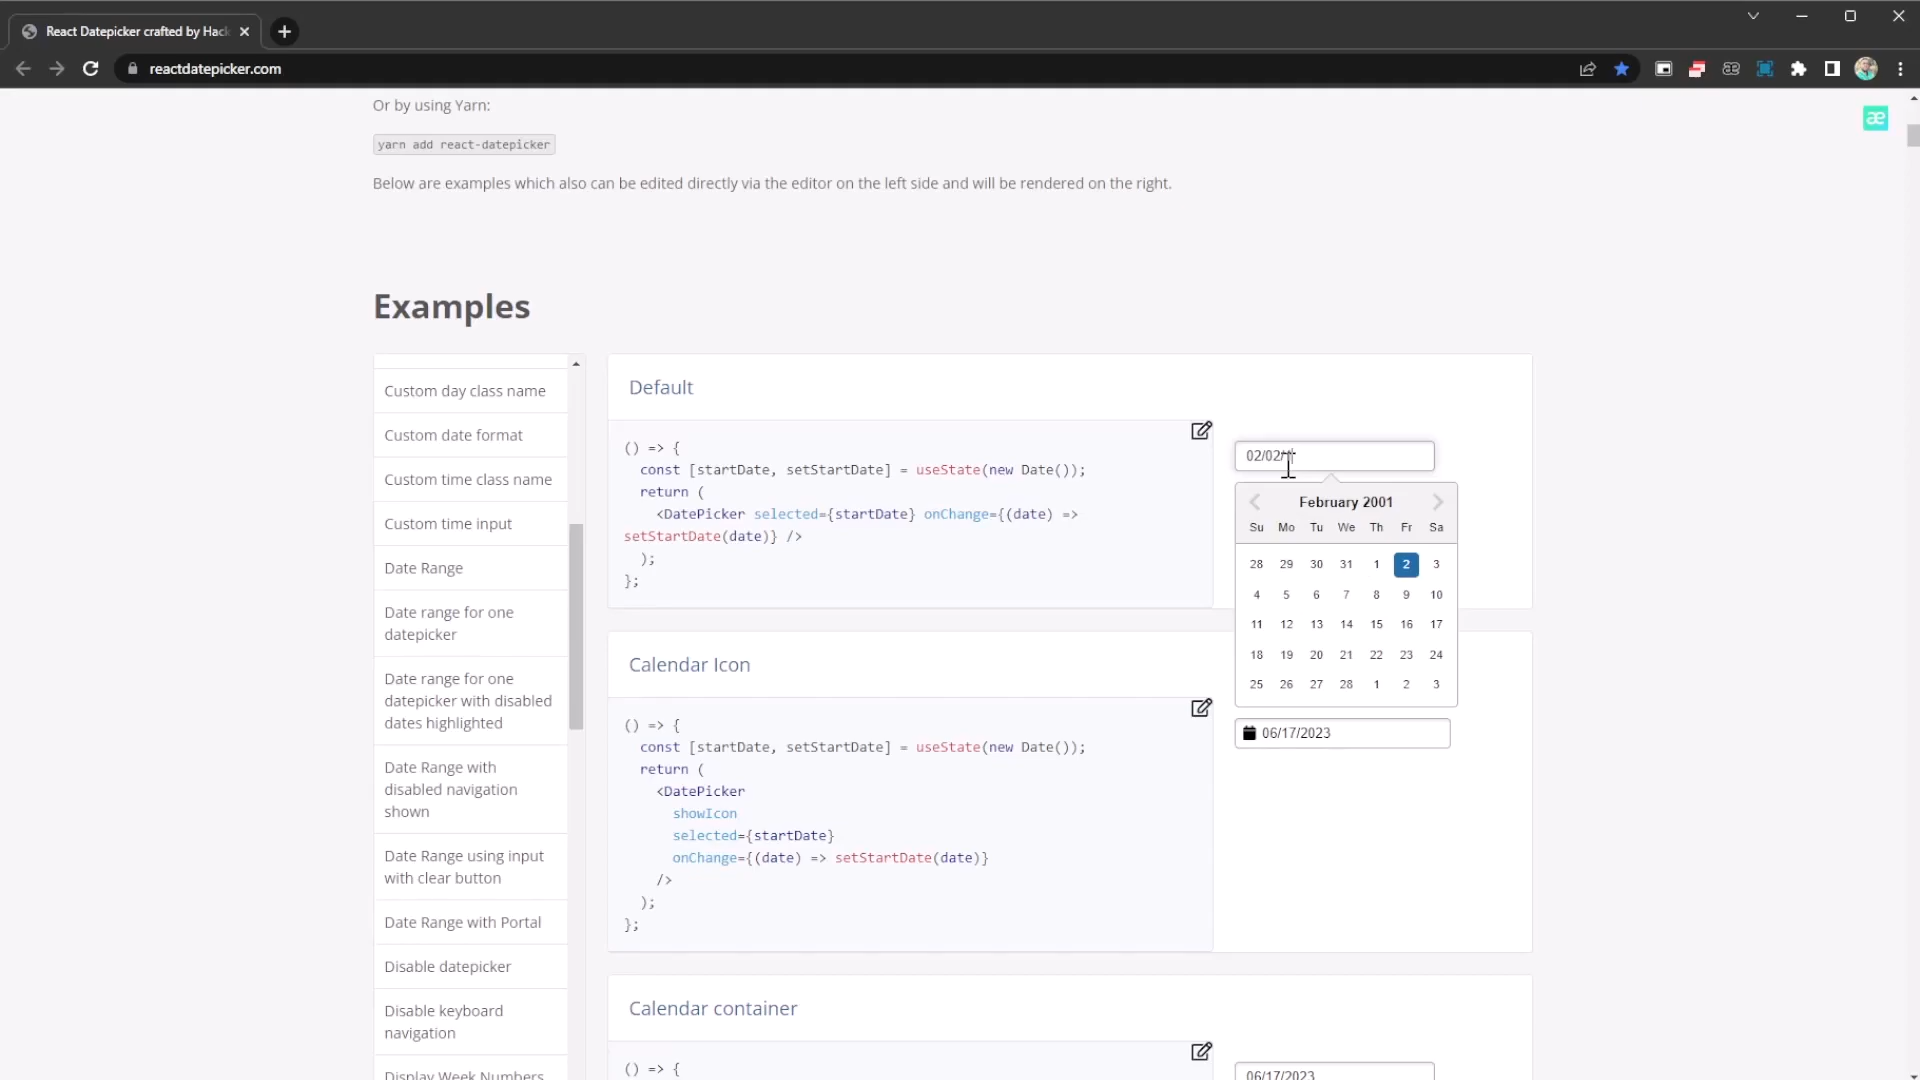 React Datepicker crafted by Hack
reactdatepicker.com
Or by using Yarn:
yarn add react-datepicker
Below are examples which also can be edited directly via the editor on the left side and will be rendered on the right.
æ
Examples
Custom day class name
Custom date format
Custom time class name
Custom time input
Date Range
Date range for one
datepicker
Date range for one
datepicker with disabled
dates highlighted
Date Range with
disabled navigation
shown
Date Range using input
with clear button
Date Range with Portal
Disable datepicker
Disable keyboard
navigation
Display Week Numbers
Default
() => {
const [startDate, setStartDate] = useState(new Date());
return (
<DatePicker selected={startDate} onChange={(date) =>
setStartDate(date)} />
);
};
02/02/
February 2001
Su Mo Tu We Th Fr Sa
28 29 30 31 1 2 3
4 5 6 7 8 9 10
11 12 13 14 15 16 17
18 19 20 21 22 23 24
25 26 27 28 1 2 3
Calendar Icon
() => {
const [startDate, setStartDate] = useState(new Date());
return (
<DatePicker
showIcon
selected={startDate}
onChange={(date) => setStartDate(date)}
/>
);
};
06/17/2023
Calendar container
() => {
06/17/2023